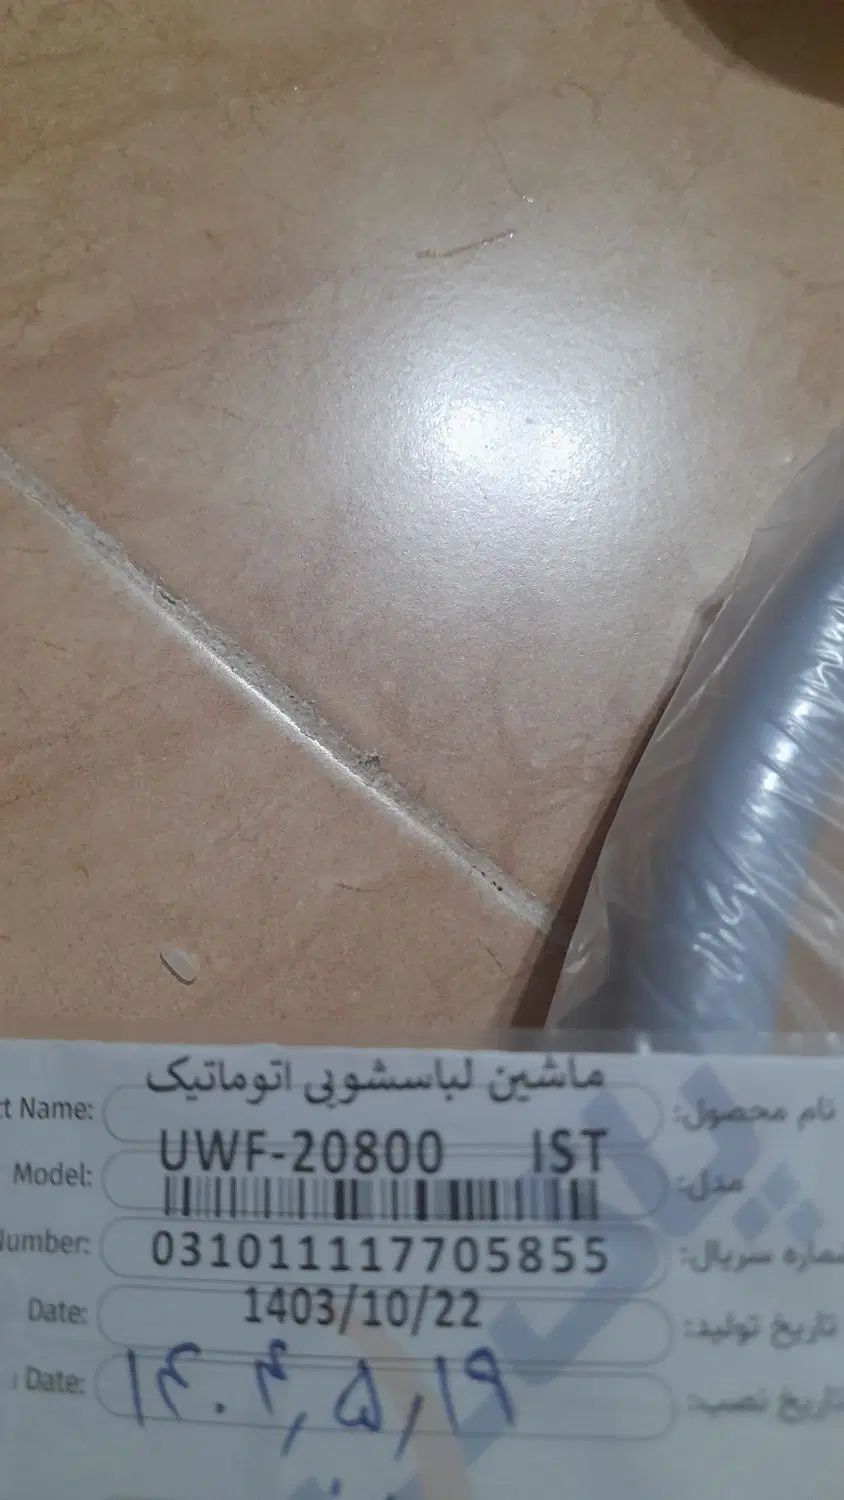 ماشین لباسشویی اتوماتیک
ct Name: نام محصول:
UWF-20800 IST
Model: مدل:
Number: شماره سریال:
031011117705855
Date: 1403/10/22 تاریخ تولید:
Date: ۱۴۰۴,۵,۱۹ تاریخ نصب: